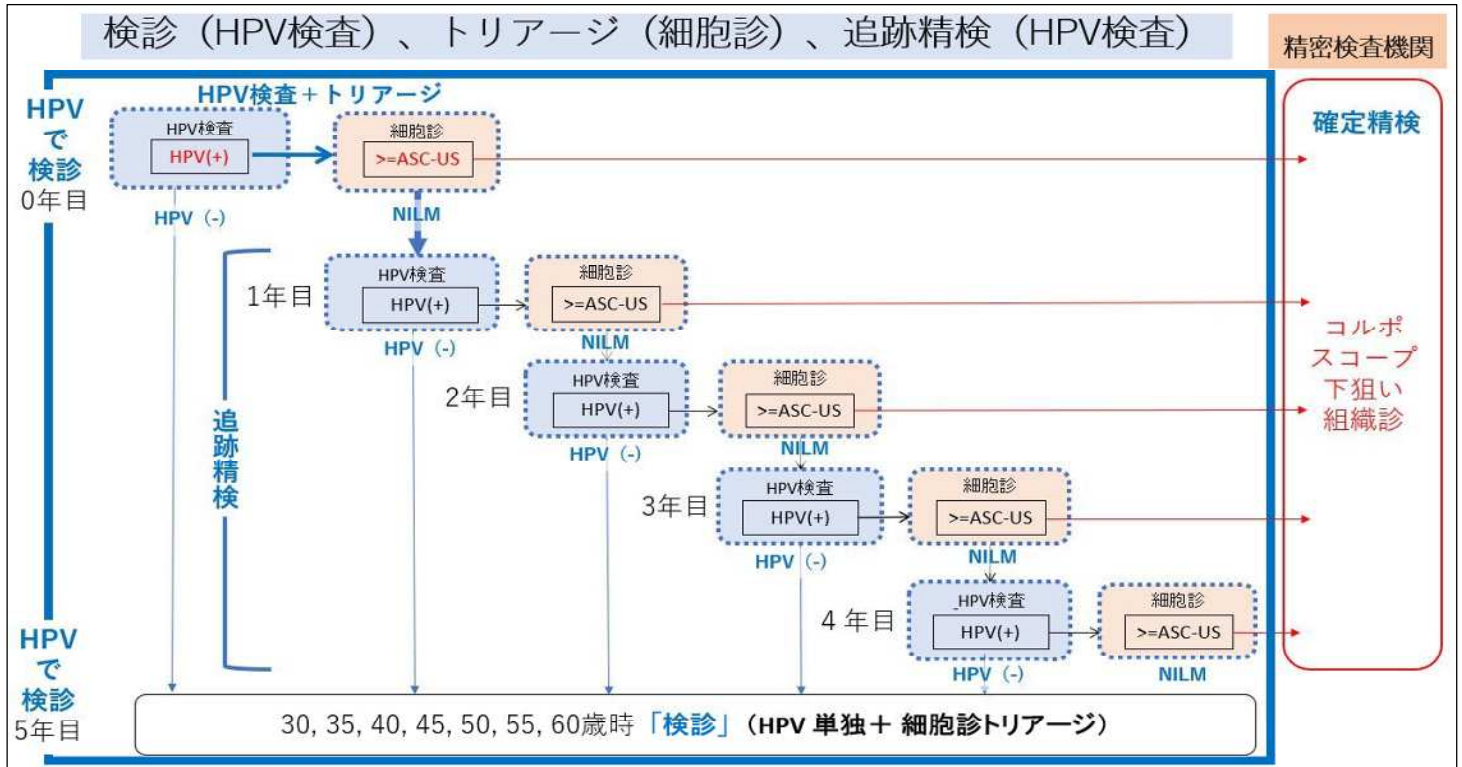 検診（HPV検査）、トリアージ（細胞診）、追跡精検（HPV検査）
精密検査機関
HPV
で
検診
0年目
HPV検査＋トリアージ
HPV検査
HPV(+)
細胞診
>=ASC-US
確定精検
HPV（-）
NILM
1年目
HPV検査
HPV(+)
細胞診
>=ASC-US
HPV（-）
NILM
追跡精検
2年目
HPV検査
HPV(+)
細胞診
>=ASC-US
HPV（-）
NILM
コルポ
スコープ
下狙い
組織診
3年目
HPV検査
HPV(+)
細胞診
>=ASC-US
HPV（-）
NILM
4 年目
_HPV検査
HPV(+)
細胞診
>=ASC-US
HPV（-）
NILM
HPV
で
検診
5年目
30, 35, 40, 45, 50, 55, 60歳時「検診」（HPV 単独＋ 細胞診トリアージ）